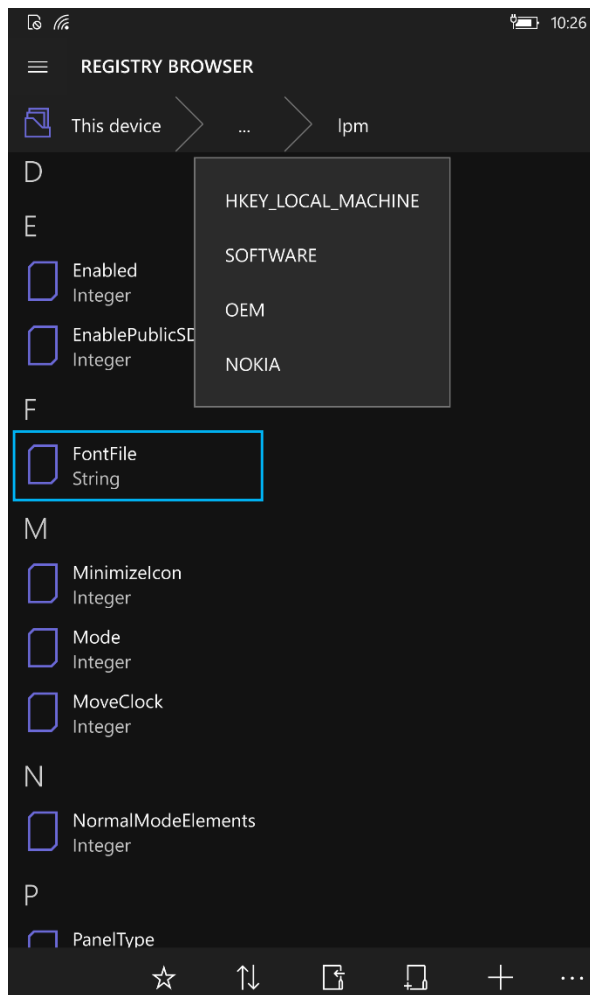 10:26
REGISTRY BROWSER
This device ... lpm
D
HKEY_LOCAL_MACHINE
SOFTWARE
OEM
NOKIA
E
Enabled
Integer
EnablePublicSD
Integer
F
FontFile
String
M
MinimizeIcon
Integer
Mode
Integer
MoveClock
Integer
N
NormalModeElements
Integer
P
PanelType
...